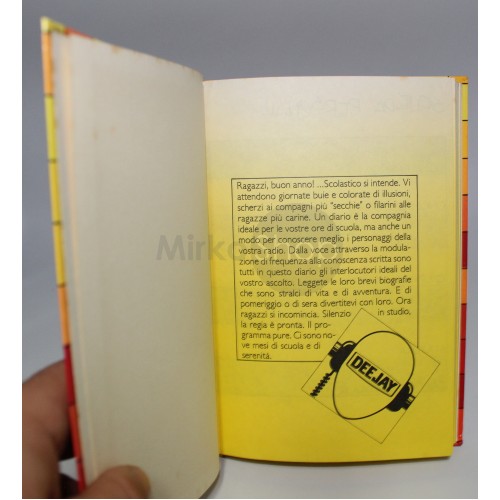 Ragazzi, buon anno! ...Scolastico si intende. Vi
attendono giornate buie e colorate di illusioni,
scherzi ai compagni più "secchie" o filarini alle
ragazze più carine. Un diario è la compagnia
ideale per le vostre ore di scuola, ma anche un
modo per conoscere meglio i personaggi della
vostra radio. Dalla voce attraverso la modula-
zione di frequenza alla conoscenza scritta sono
tutti in questo diario gli interlocutori ideali del
vostro ascolto. Leggete le loro brevi biografie
che sono stralci di vita e di avventura. E di
pomeriggio o di sera divertitevi con loro. Ora
ragazzi si incomincia. Silenzio in studio,
la regia è pronta. Il pro
gramma pure. Ci sono no-
ve mesi di scuola e di
serenità.
DEEJAY